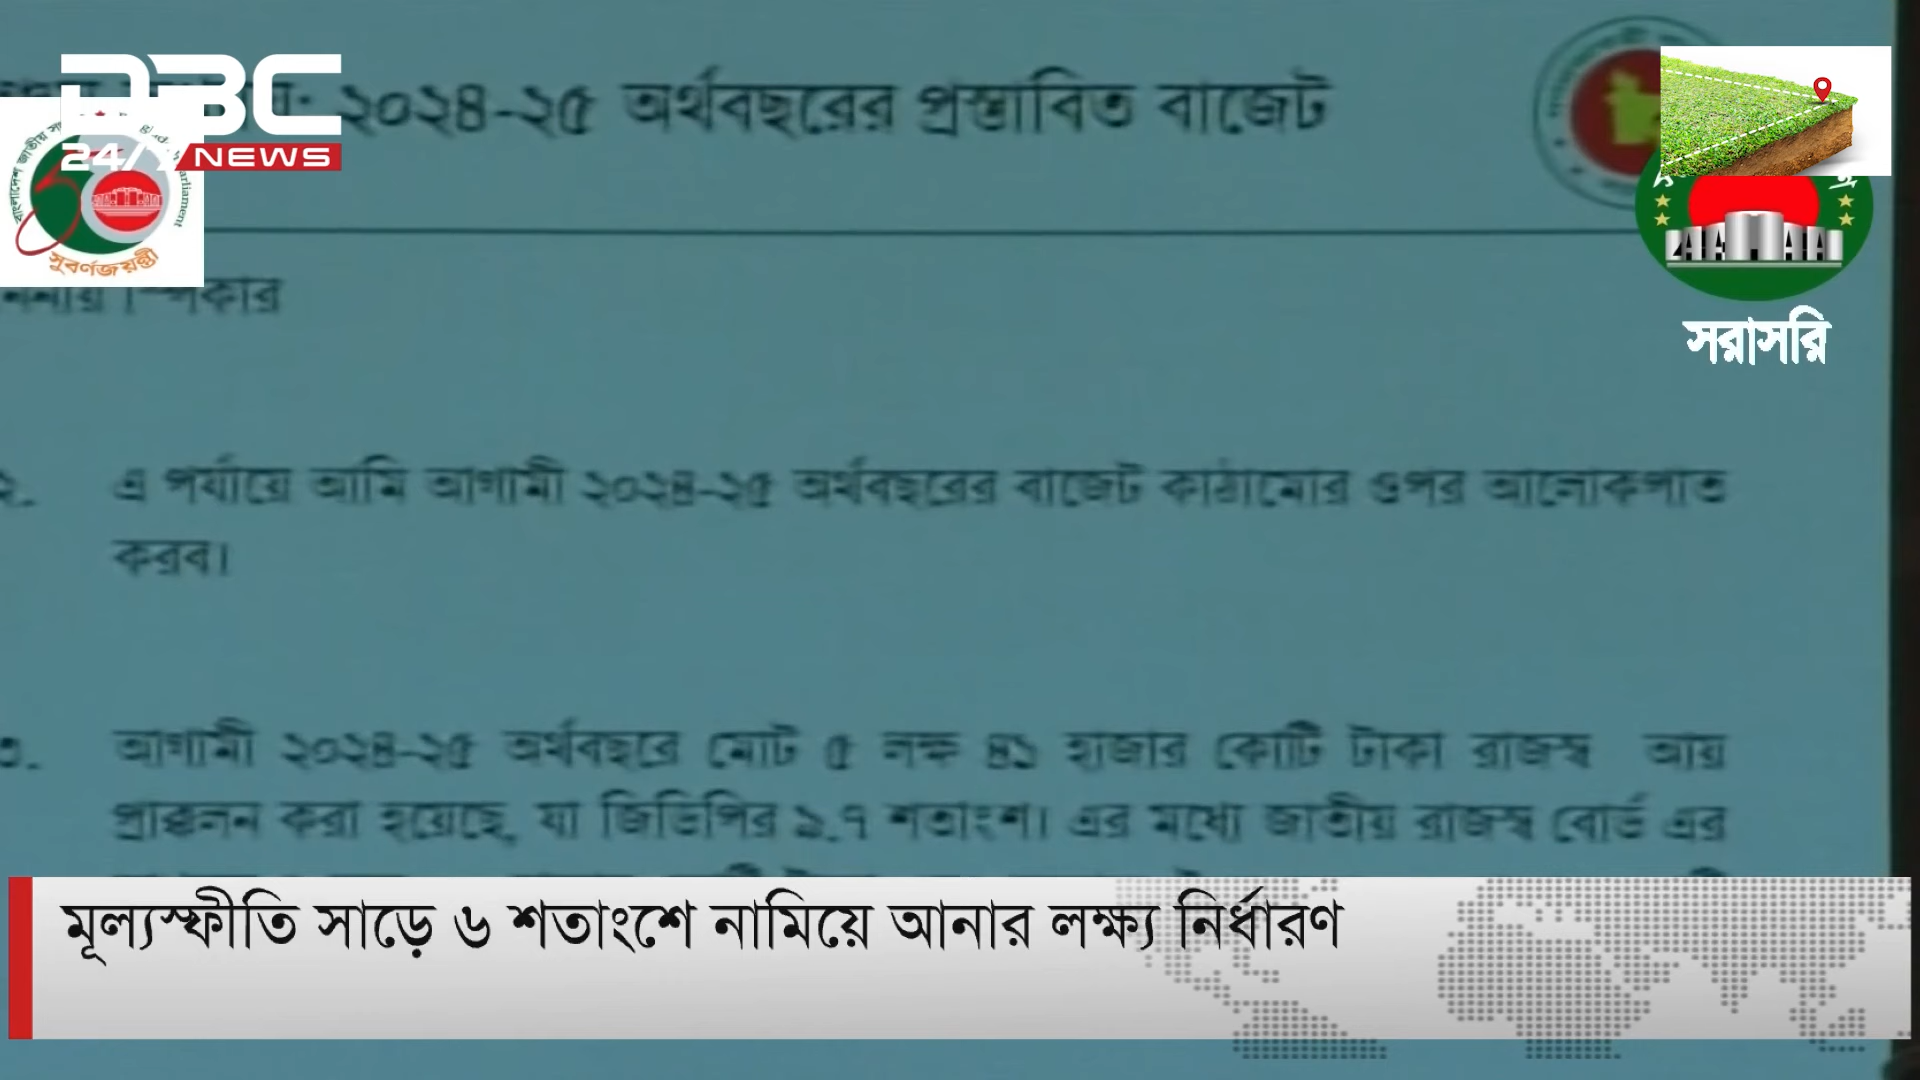 DBC
২০২৪-২৫ অর্থবছরের প্রস্তাবিত বাজেট
24/7 NEWS
সুবর্ণজয়ন্তী
স্পিকার
সরাসরি
২. এ পর্যায়ে আমি আগামী ২০২৪-২৫ অর্থবছরের বাজেট কাঠামোর ওপর আলোকপাত
করব।
৩. আগামী ২০২৪-২৫ অর্থবছরে মোট ৫ লক্ষ ৪১ হাজার কোটি টাকা রাজস্ব আয়
প্রাক্কলন করা হয়েছে, যা জিডিপির ৯.৭ শতাংশ। এর মধ্যে জাতীয় রাজস্ব বোর্ড এর
মূল্যস্ফীতি সাড়ে ৬ শতাংশে নামিয়ে আনার লক্ষ্য নির্ধারণ